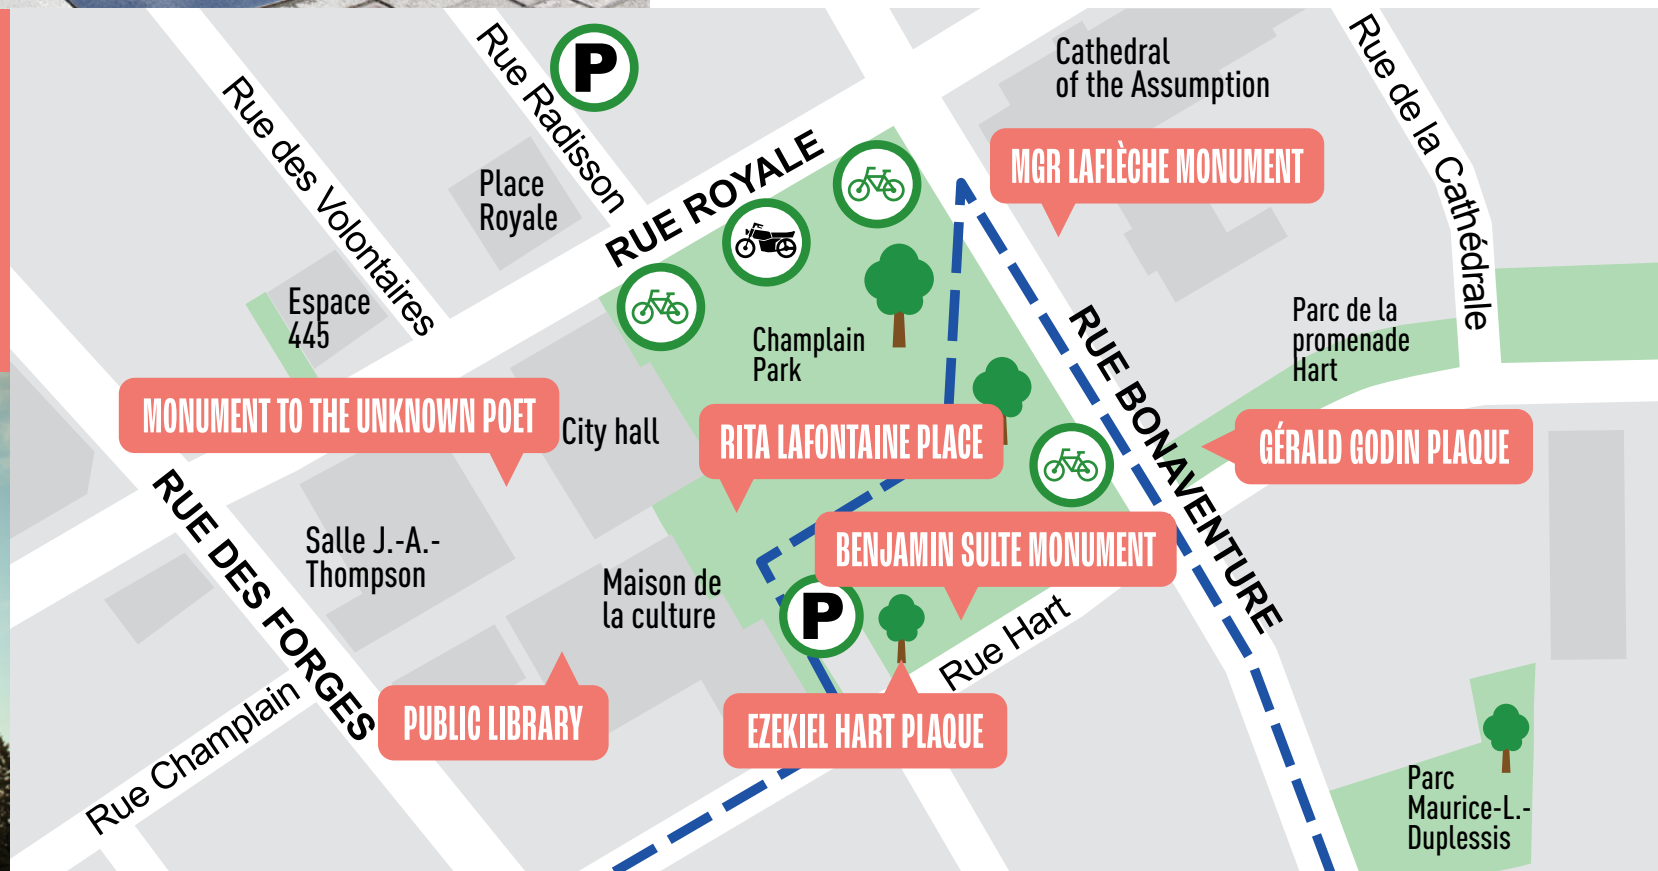 Rue Radisson
P
Cathedral
of the Assumption
Rue de la Cathédrale
Rue des Volontaires
RUE ROYALE
MGR LAFLÈCHE MONUMENT
Place
Royale
Espace
445
Champlain
Park
Parc de la
promenade
Hart
RUE BONAVENTURE
MONUMENT TO THE UNKNOWN POET
City hall
RITA LAFONTAINE PLACE
GÉRALD GODIN PLAQUE
RUE DES FORGES
Salle J.-A.-
Thompson
BENJAMIN SULTE MONUMENT
Maison de
la culture
P
Rue Hart
Rue Champlain
PUBLIC LIBRARY
EZEKIEL HART PLAQUE
Parc
Maurice-L.-
Duplessis